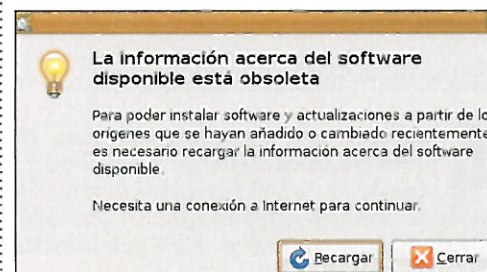 La información acerca del software
disponible está obsoleta
Para poder instalar software y actualizaciones a partir de lo
orígenes que se hayan añadido o cambiado recientemente
es necesario recargar la información acerca del software
disponible.
Necesita una conexión a Internet para continuar.
Recargar
Cerrar